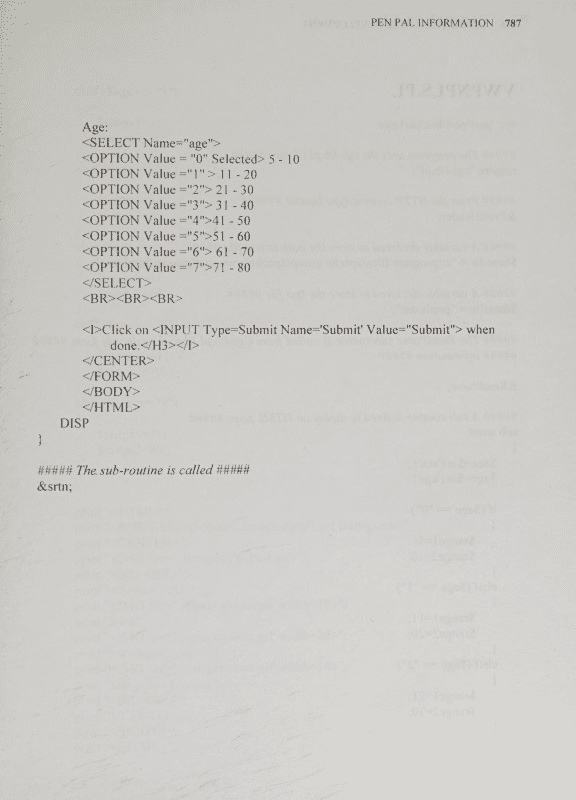 PEN PAL INFORMATION 787
Age:
<SELECT Name="age">
<OPTION Value = "0" Selected> 5 - 10
<OPTION Value ="1" > 11 - 20
<OPTION Value ="2"> 21 - 30
<OPTION Value ="3"> 31 - 40
<OPTION Value ="4">41 - 50
<OPTION Value ="5">51 - 60
<OPTION Value ="6"> 61 - 70
<OPTION Value ="7">71 - 80
</SELECT>
<BR><BR><BR>
<I>Click on <INPUT Type=Submit Name='Submit' Value="Submit"> when
done.</H3></I>
</CENTER>
</FORM>
</BODY>
</HTML>
DISP
}
##### The sub-routine is called #####
&srtn;